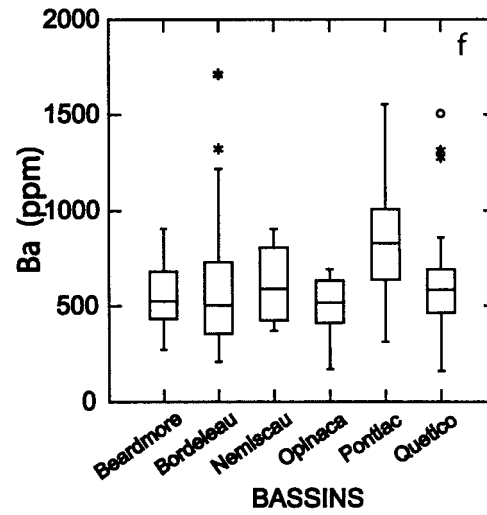 2000
f
1500
1000
500
0
Ba (ppm)
Beardmore
Bordeleau
Nemiscau
Opinaca
Pontiac
Quetico
BASSINS